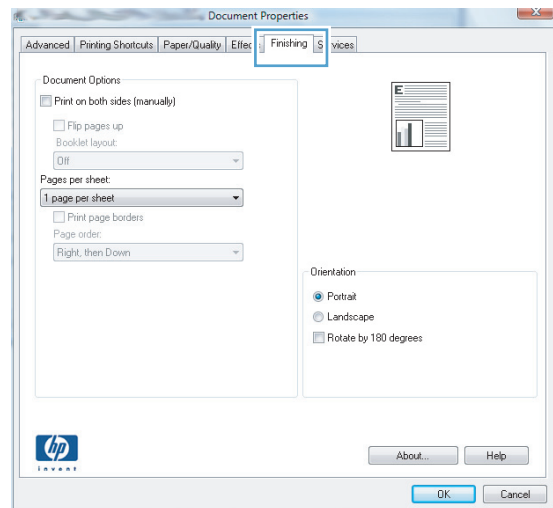 Document Properties
Advanced Printing Shortcuts Paper/Quality Effec Finishing S vices
Document Options
Print on both sides (manually)
Flip pages up
Booklet layout:
Off
Pages per sheet:
1 page per sheet
Print page borders
Page order:
Right, then Down
E
Orientation
Portrait
Landscape
Rotate by 180 degrees
hp
invent
About... Help
OK Cancel